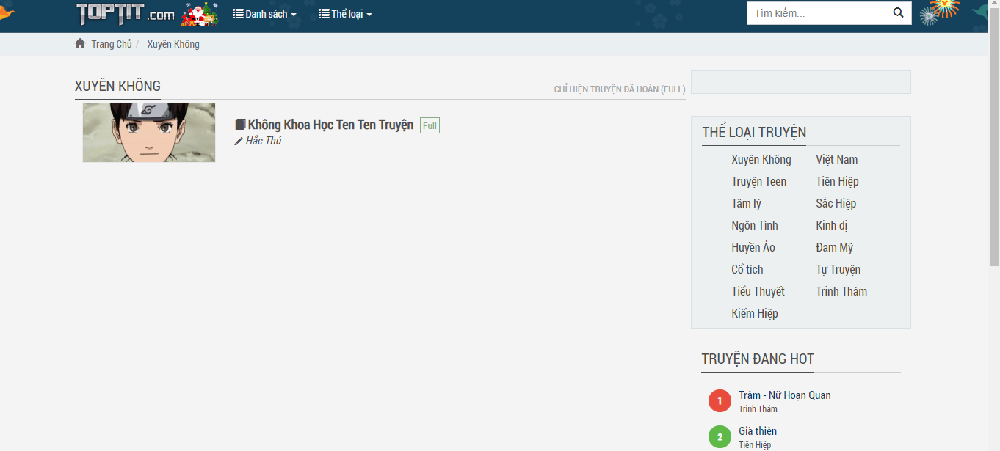 TOPTIT.com
Danh sách
Thể loại
Tìm kiếm...
Trang Chủ / Xuyên Không
XUYÊN KHÔNG
CHỈ HIỆN TRUYỆN ĐÃ HOÀN (FULL)
Không Khoa Học Ten Ten Truyện Full
Hắc Thú
THỂ LOẠI TRUYỆN
Xuyên Không Việt Nam
Truyện Teen Tiên Hiệp
Tâm lý Sắc Hiệp
Ngôn Tình Kinh dị
Huyền Ảo Đam Mỹ
Cổ tích Tự Truyện
Tiểu Thuyết Trinh Thám
Kiếm Hiệp
TRUYỆN ĐANG HOT
1 Trâm - Nữ Hoạn Quan
Trinh Thám
2 Già thiên
Tiên Hiệp